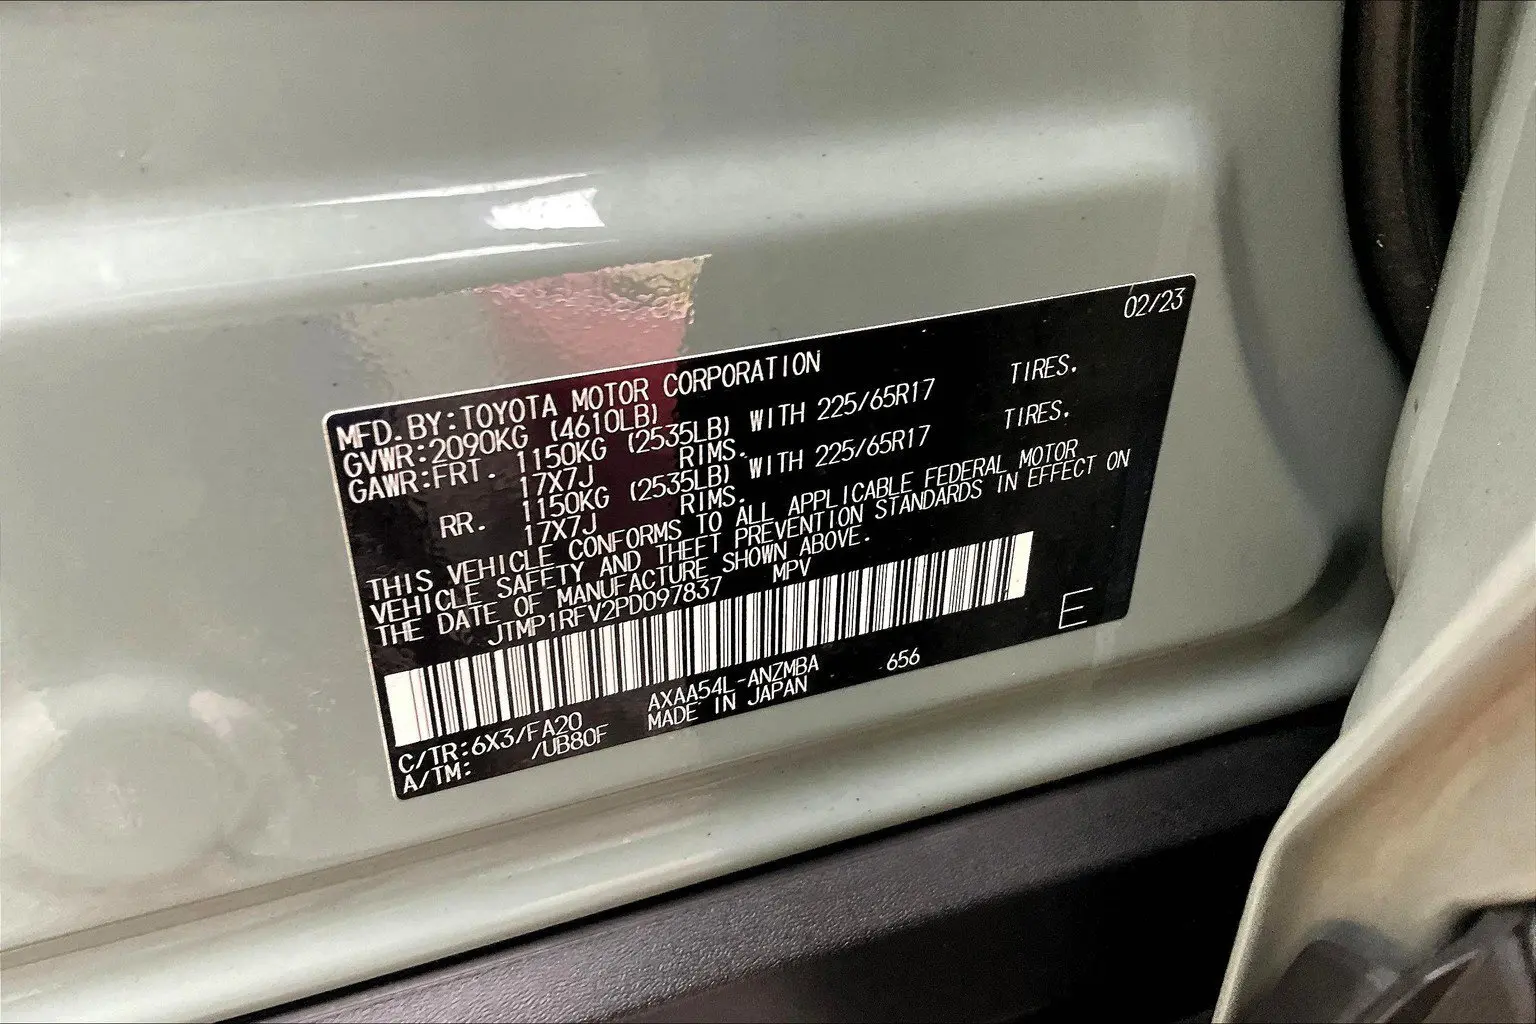 02/23
MFD. BY: TOYOTA MOTOR CORPORATION
GVWR: 2090KG (4610LB)
GAWR: FRT. 1150KG (2535LB) WITH 225/65R17 TIRES.
17X7J RIMS.
RR. 1150KG (2535LB) WITH 225/65R17 TIRES.
17X7J RIMS.
THIS VEHICLE CONFORMS TO ALL APPLICABLE FEDERAL MOTOR
VEHICLE SAFETY AND THEFT PREVENTION STANDARDS IN EFFECT ON
THE DATE OF MANUFACTURE SHOWN ABOVE.
JTMP1RFV2PD097837 MPV
E
C/TR: 6X3/FA20 AXAA54L-ANZMBA 656
A/TM: /UB80F MADE IN JAPAN